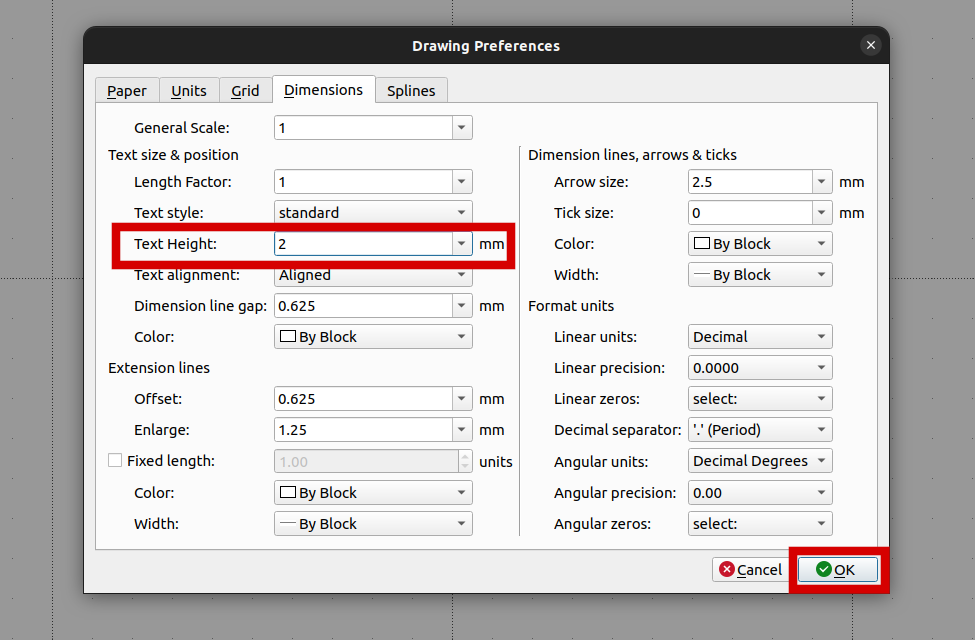 Drawing Preferences
Paper Units Grid Dimensions Splines
General Scale: 1
Text size & position
Length Factor: 1
Text style: standard
Text Height: 2 mm
Text alignment: Aligned
Dimension line gap: 0.625 mm
Color: By Block
Extension lines
Offset: 0.625 mm
Enlarge: 1.25 mm
Fixed length: 1.00 units
Color: By Block
Width: By Block
Dimension lines, arrows & ticks
Arrow size: 2.5 mm
Tick size: 0 mm
Color: By Block
Width: By Block
Format units
Linear units: Decimal
Linear precision: 0.0000
Linear zeros: select:
Decimal separator: '.' (Period)
Angular units: Decimal Degrees
Angular precision: 0.00
Angular zeros: select:
Cancel OK